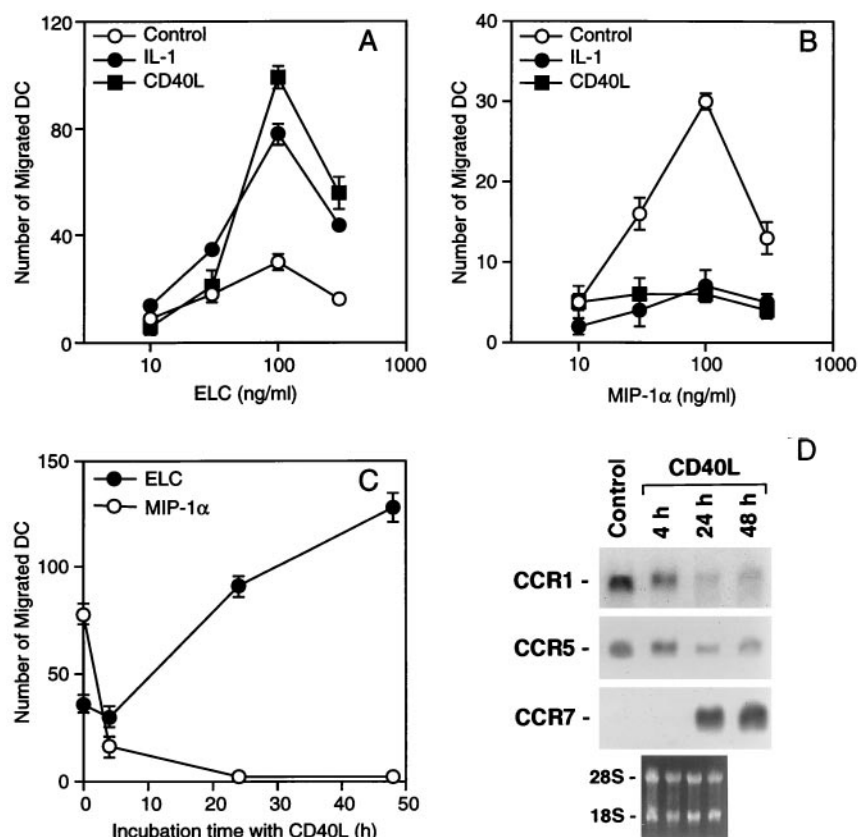 A
Control
IL-1
CD40L
Number of Migrated DC
120
80
40
0
10
100
1000
ELC (ng/ml)
B
Control
IL-1
CD40L
Number of Migrated DC
40
30
20
10
0
10
100
1000
MIP-1α (ng/ml)
C
ELC
MIP-1α
Number of Migrated DC
150
100
50
0
0
10
20
30
40
50
Incubation time with CD40L (h)
D
CD40L
Control
4 h
24 h
48 h
CCR1 -
CCR5 -
CCR7 -
28S -
18S -